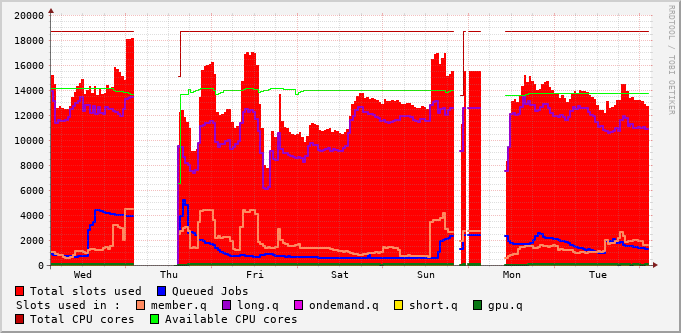 20000
18000
16000
14000
12000
10000
8000
6000
4000
2000
0
Wed Thu Fri Sat Sun Mon Tue
RRDTOOL / TOBI OETIKER
Total slots used Queued Jobs
Slots used in : member.q long.q ondemand.q short.q gpu.q
Total CPU cores Available CPU cores